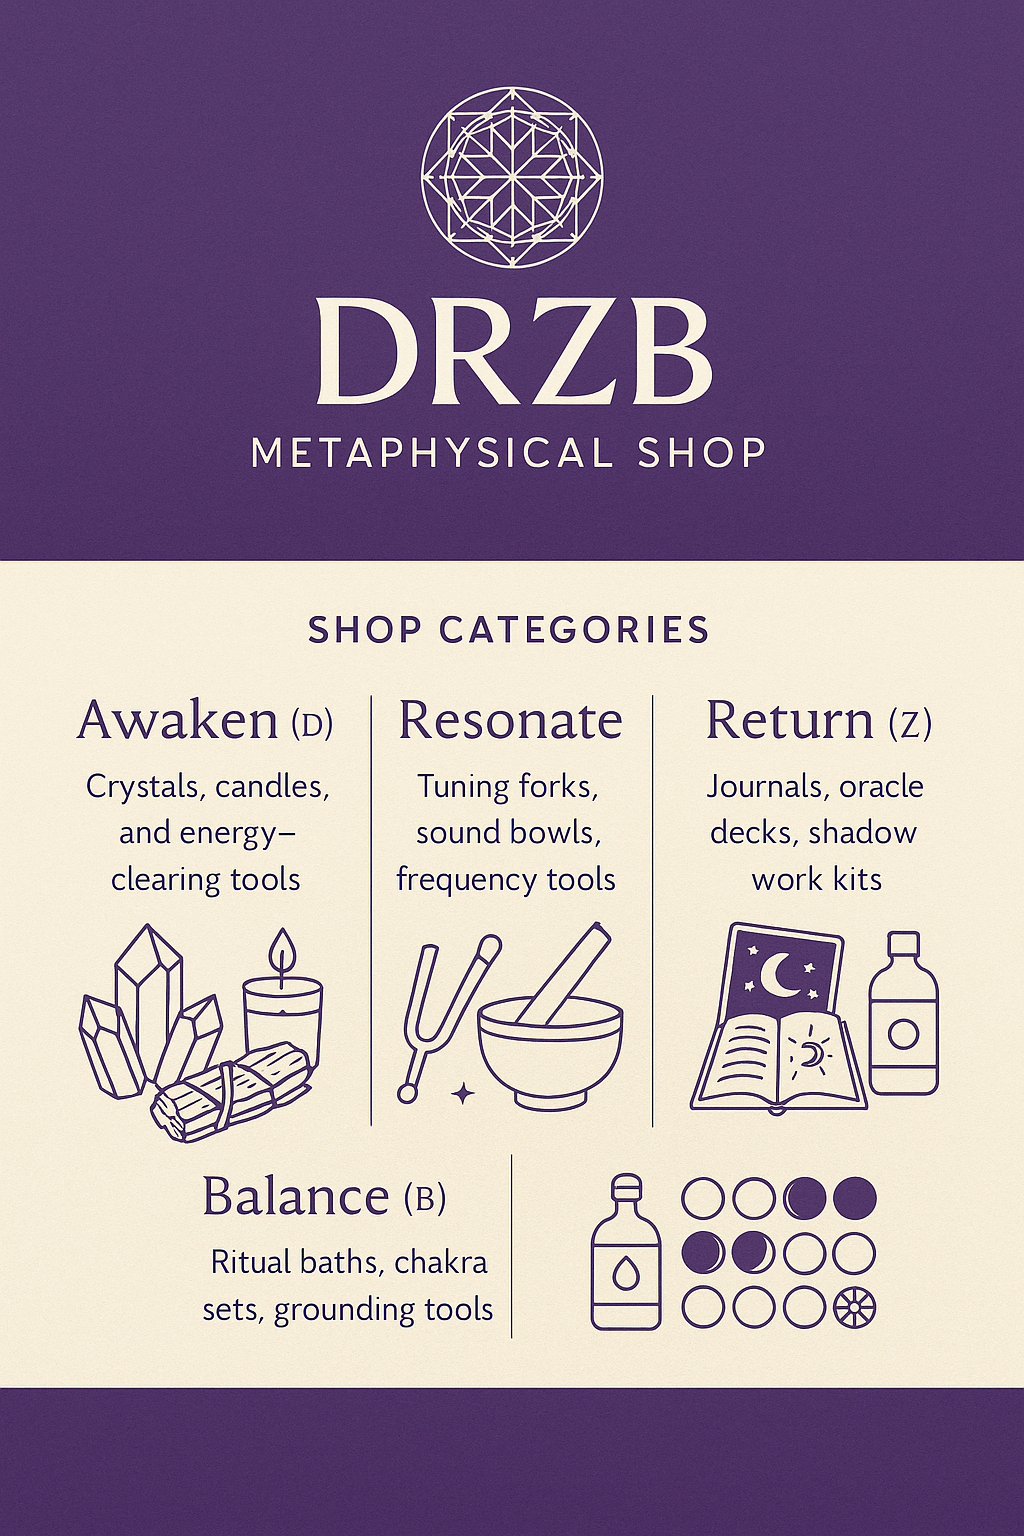 DRZB
METAPHYSICAL SHOP
SHOP CATEGORIES
Awaken (D)
Crystals, candles,
and energy–
clearing tools
Resonate
Tuning forks,
sound bowls,
frequency tools
Return (Z)
Journals, oracle
decks, shadow
work kits
Balance (B)
Ritual baths, chakra
sets, grounding tools